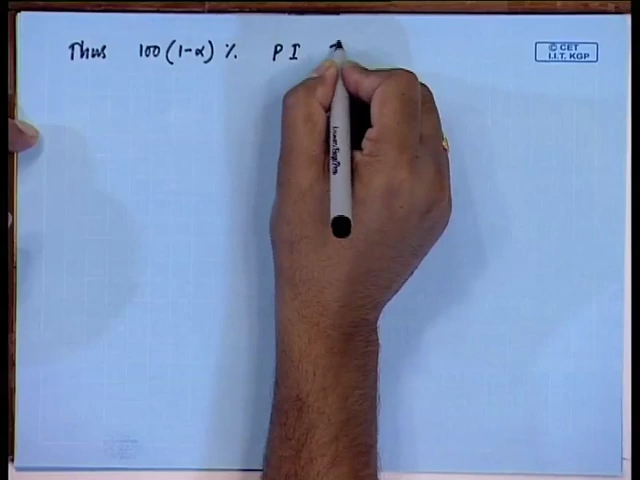 Thus 100(1-α) % P I
© CET
I.I.T. KGP